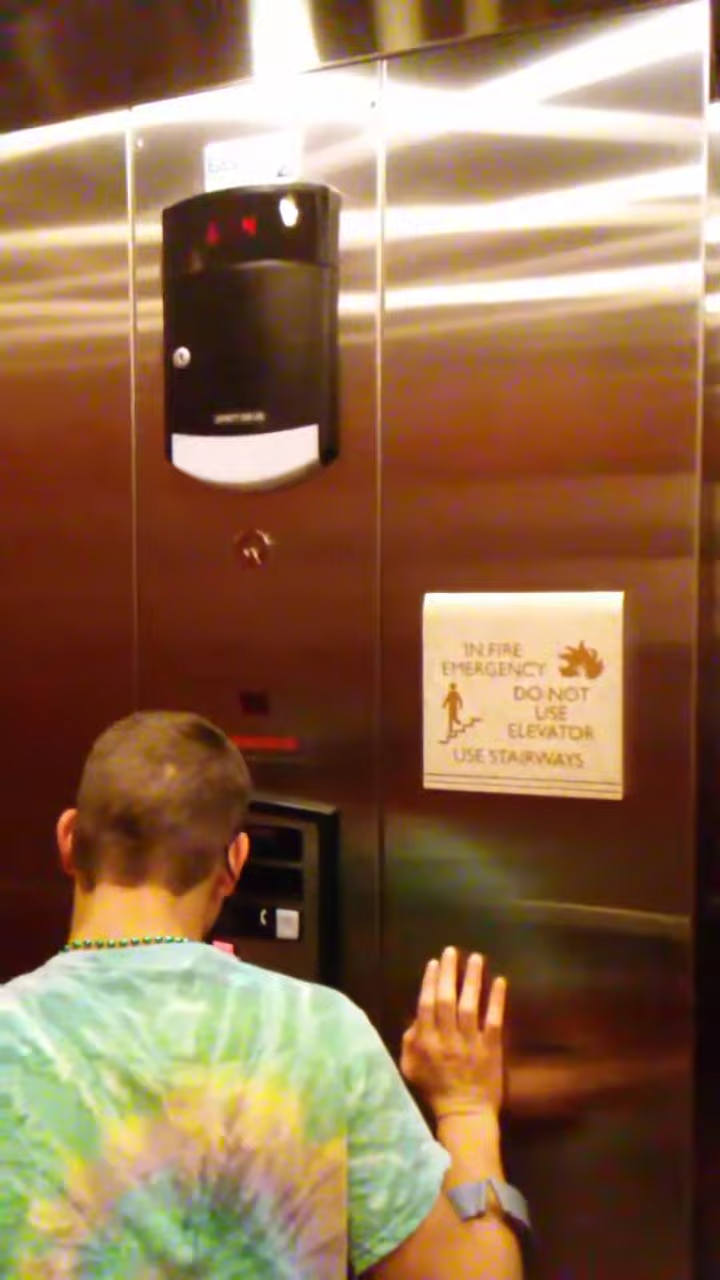 IN FIRE
EMERGENCY
DO NOT
USE
ELEVATOR
USE STAIRWAYS